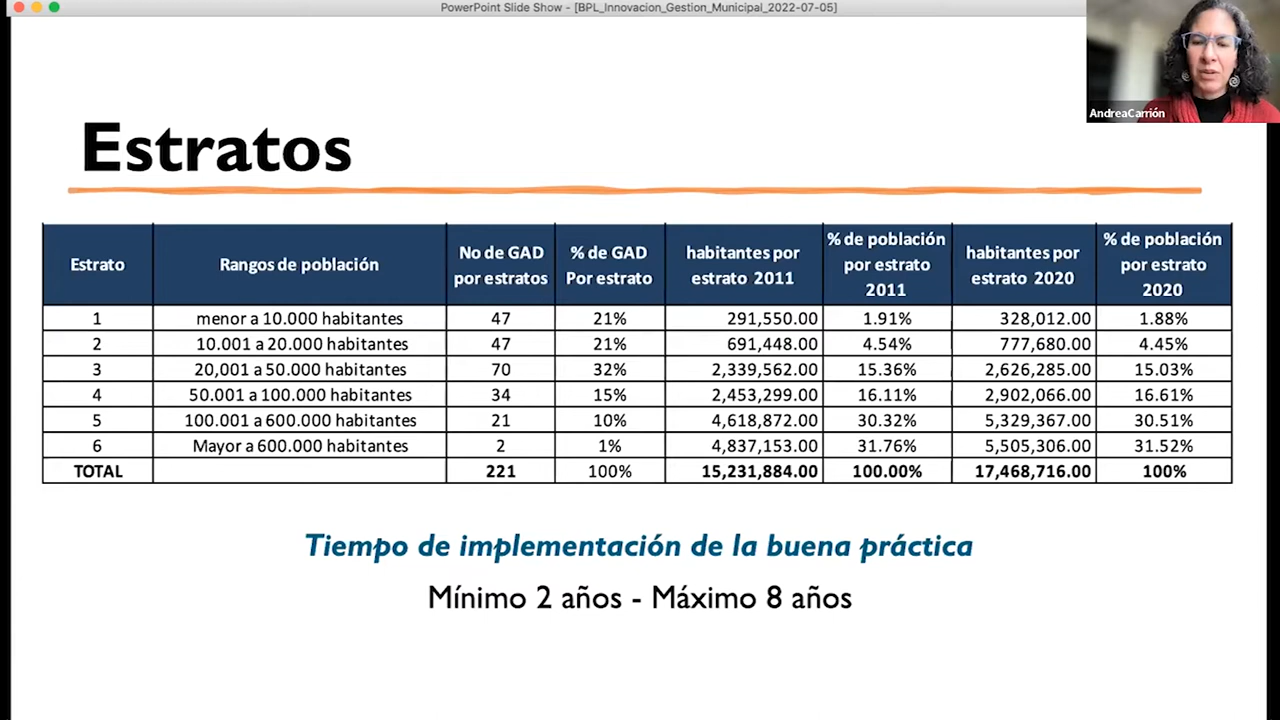 PowerPoint Slide Show - [BPL_Innovacion_Gestion_Municipal_2022-07-05]
AndreaCarrión
Estratos
Estrato Rangos de población No de GAD por estratos % de GAD Por estrato habitantes por estrato 2011 % de población por estrato 2011 habitantes por estrato 2020 % de población por estrato 2020
1 menor a 10.000 habitantes 47 21% 291,550.00 1.91% 328,012.00 1.88%
2 10.001 a 20.000 habitantes 47 21% 691,448.00 4.54% 777,680.00 4.45%
3 20,001 a 50.000 habitantes 70 32% 2,339,562.00 15.36% 2,626,285.00 15.03%
4 50.001 a 100.000 habitantes 34 15% 2,453,299.00 16.11% 2,902,066.00 16.61%
5 100.001 a 600.000 habitantes 21 10% 4,618,872.00 30.32% 5,329,367.00 30.51%
6 Mayor a 600.000 habitantes 2 1% 4,837,153.00 31.76% 5,505,306.00 31.52%
TOTAL 221 100% 15,231,884.00 100.00% 17,468,716.00 100%
Tiempo de implementación de la buena práctica
Mínimo 2 años - Máximo 8 años